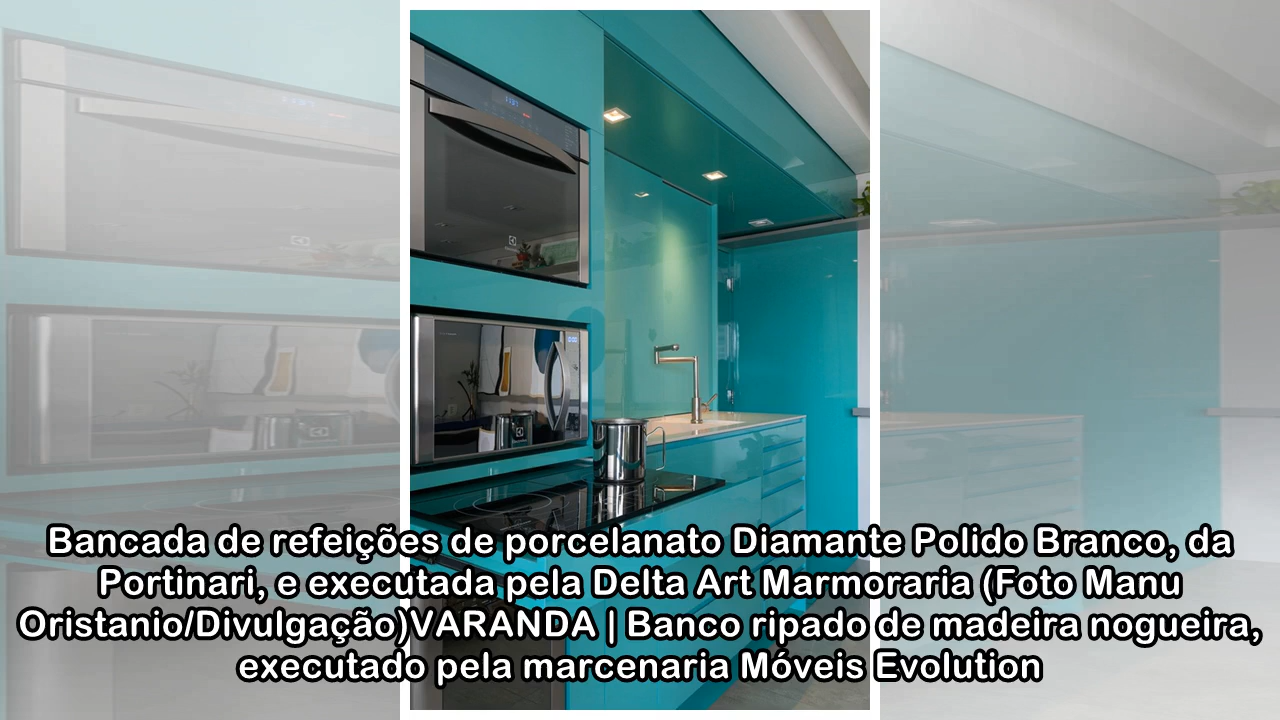 Bancada de refeições de porcelanato Diamante Polido Branco, da
Portinari, e executada pela Delta Art Marmoraria (Foto Manu
Oristanio/Divulgação)VARANDA | Banco ripado de madeira nogueira,
executado pela marcenaria Móveis Evolution